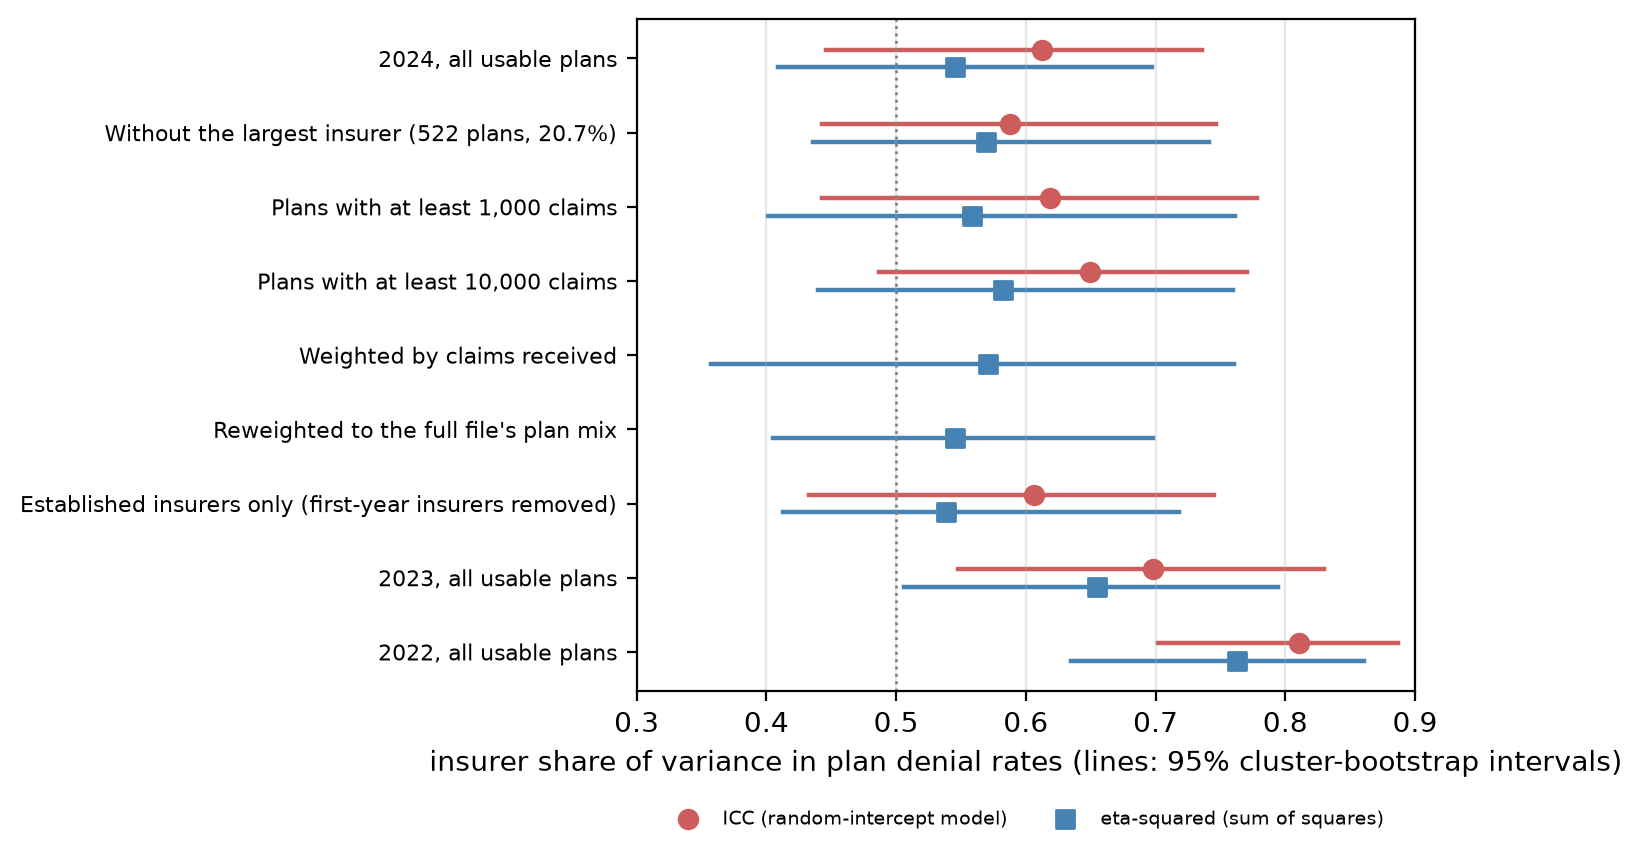 2024, all usable plans
Without the largest insurer (522 plans, 20.7%)
Plans with at least 1,000 claims
Plans with at least 10,000 claims
Weighted by claims received
Reweighted to the full file's plan mix
Established insurers only (first-year insurers removed)
2023, all usable plans
2022, all usable plans
0.3 0.4 0.5 0.6 0.7 0.8 0.9
insurer share of variance in plan denial rates (lines: 95% cluster-bootstrap intervals)
ICC (random-intercept model) eta-squared (sum of squares)